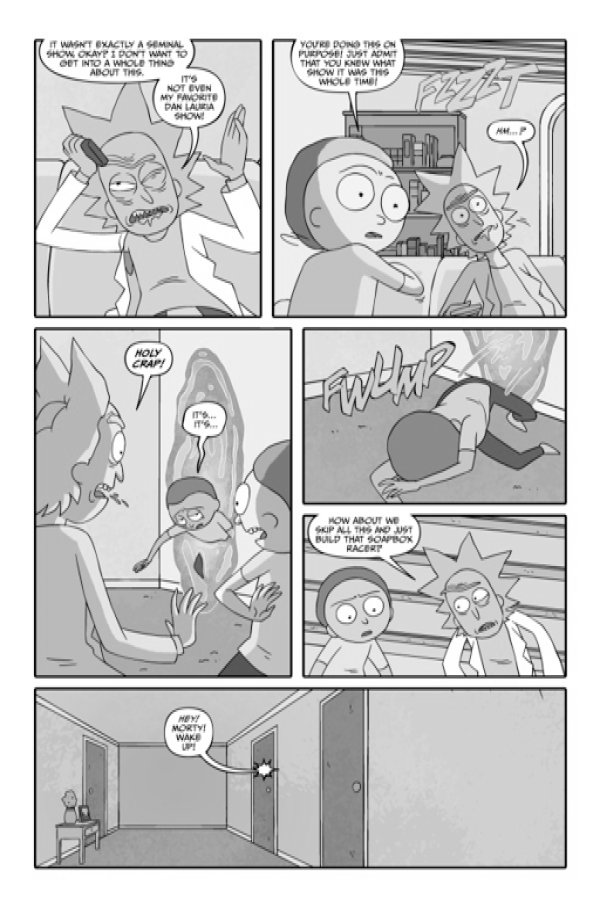 IT WASN'T EXACTLY A SEMINAL
SHOW, OKAY? I DON'T WANT TO
GET INTO A WHOLE THING
ABOUT THIS.
IT'S
NOT EVEN
MY FAVORITE
DAN LAURIA
SHOW!
YOU'RE DOING THIS ON
PURPOSE! JUST ADMIT
THAT YOU KNEW WHAT
SHOW IT WAS THIS
WHOLE TIME!
FZZZT
HM...?
HOLY
CRAP!
IT'S...
IT'S...
FWUMP
HOW ABOUT WE
SKIP ALL THIS AND JUST
BUILD THAT SOAPBOX
RACER?
HEY!
MORTY!
WAKE
UP!